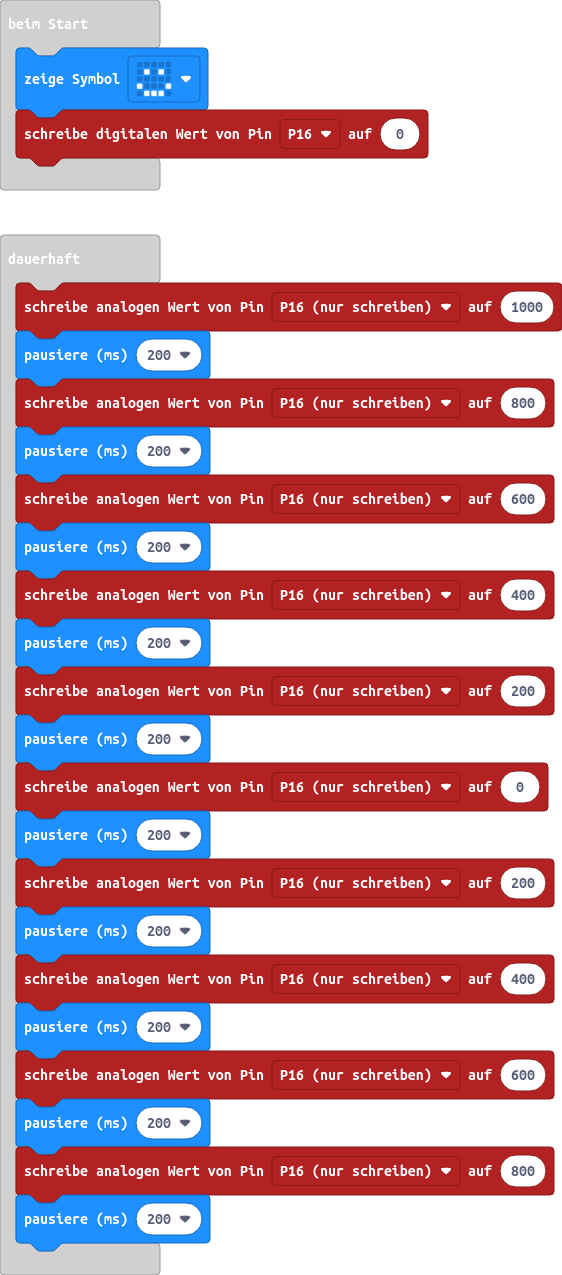 beim Start
zeige Symbol
schreibe digitalen Wert von Pin P16 auf 0
dauerhaft
schreibe analogen Wert von Pin P16 (nur schreiben) auf 1000
pausiere (ms) 200
schreibe analogen Wert von Pin P16 (nur schreiben) auf 800
pausiere (ms) 200
schreibe analogen Wert von Pin P16 (nur schreiben) auf 600
pausiere (ms) 200
schreibe analogen Wert von Pin P16 (nur schreiben) auf 400
pausiere (ms) 200
schreibe analogen Wert von Pin P16 (nur schreiben) auf 200
pausiere (ms) 200
schreibe analogen Wert von Pin P16 (nur schreiben) auf 0
pausiere (ms) 200
schreibe analogen Wert von Pin P16 (nur schreiben) auf 200
pausiere (ms) 200
schreibe analogen Wert von Pin P16 (nur schreiben) auf 400
pausiere (ms) 200
schreibe analogen Wert von Pin P16 (nur schreiben) auf 600
pausiere (ms) 200
schreibe analogen Wert von Pin P16 (nur schreiben) auf 800
pausiere (ms) 200